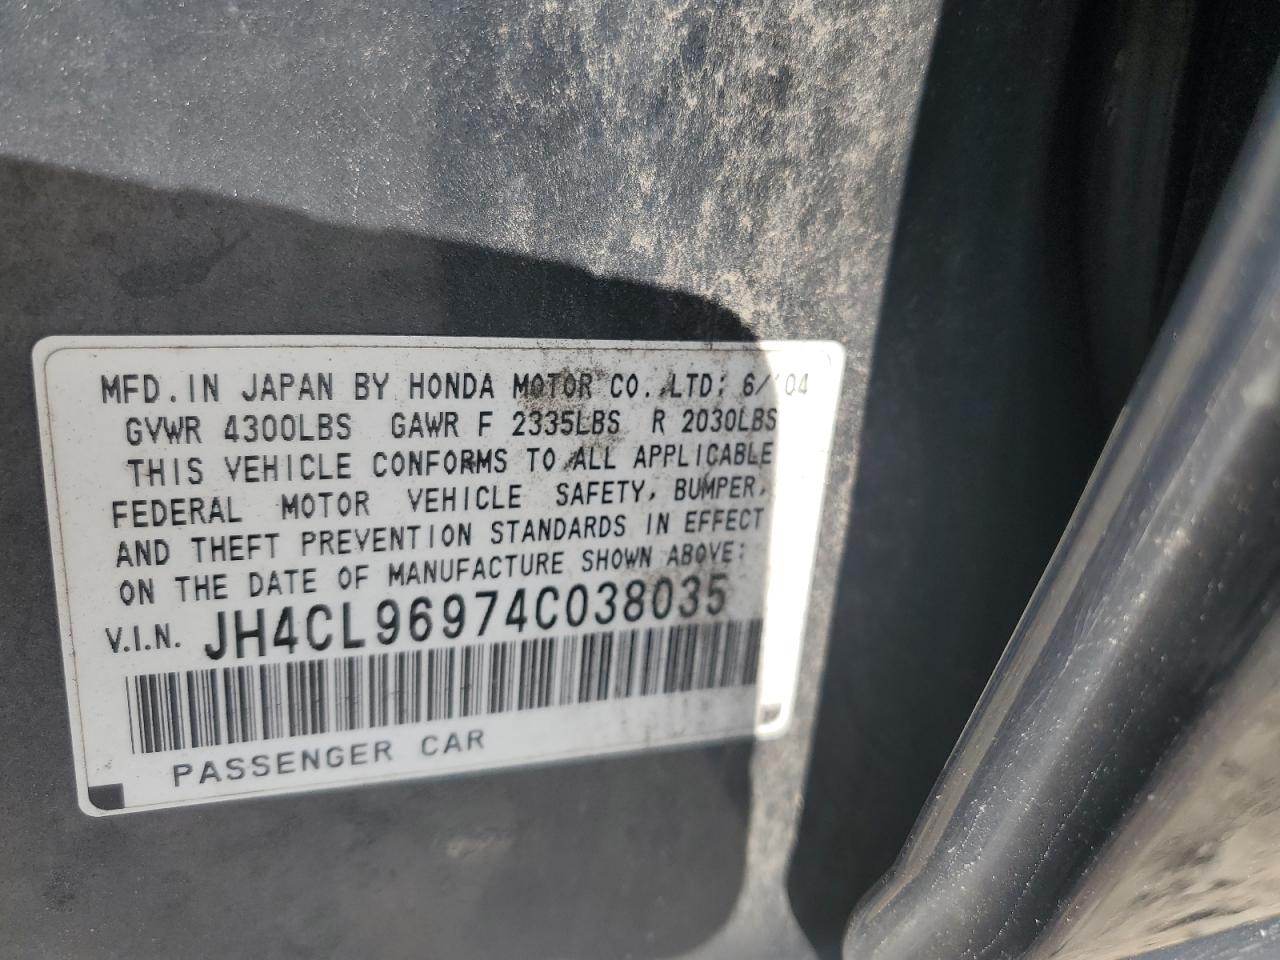 MFD. IN JAPAN BY HONDA MOTOR CO. LTD; 6/04
GVWR 4300LBS GAWR F 2335LBS R 2030LBS
THIS VEHICLE CONFORMS TO ALL APPLICABLE
FEDERAL MOTOR VEHICLE SAFETY, BUMPER,
AND THEFT PREVENTION STANDARDS IN EFFECT
ON THE DATE OF MANUFACTURE SHOWN ABOVE:
V.I.N. JH4CL96974C038035
PASSENGER CAR